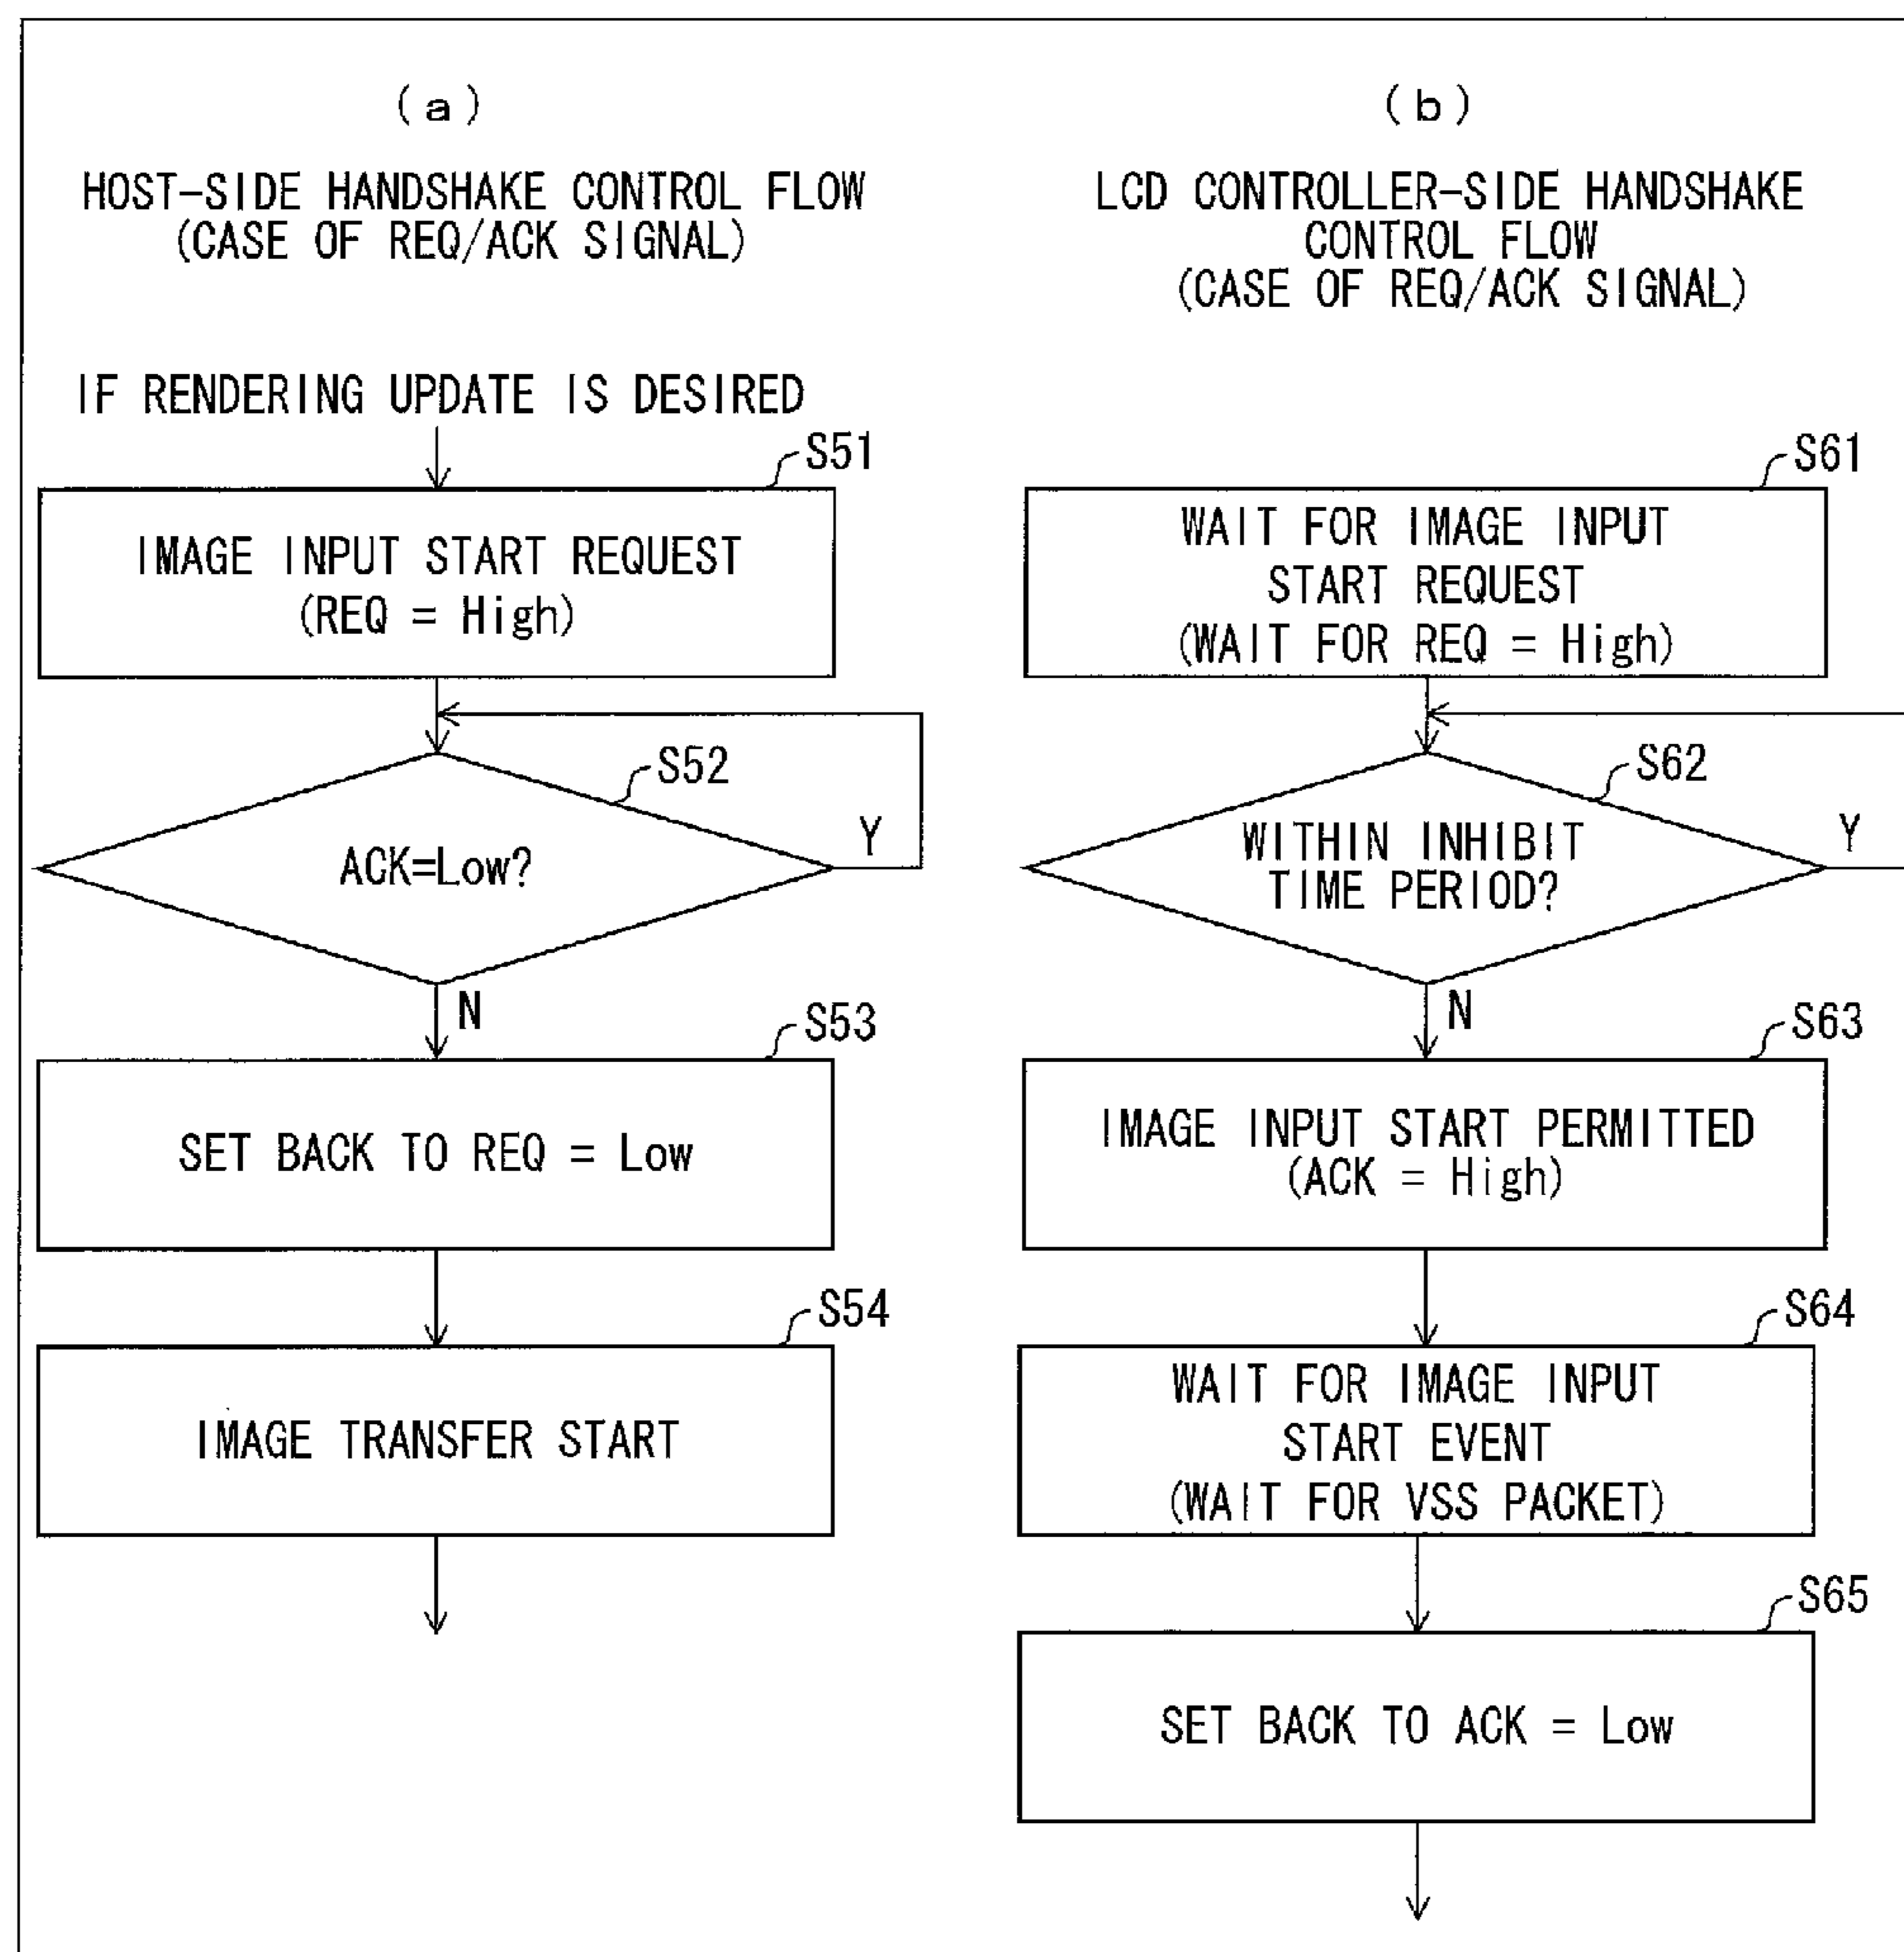 (a)
HOST-SIDE HANDSHAKE CONTROL FLOW
(CASE OF REQ/ACK SIGNAL)
IF RENDERING UPDATE IS DESIRED
S51
IMAGE INPUT START REQUEST
(REQ = High)
S52
ACK=Low?
Y
N
S53
SET BACK TO REQ = Low
S54
IMAGE TRANSFER START
(b)
LCD CONTROLLER-SIDE HANDSHAKE
CONTROL FLOW
(CASE OF REQ/ACK SIGNAL)
S61
WAIT FOR IMAGE INPUT
START REQUEST
(WAIT FOR REQ = High)
S62
WITHIN INHIBIT
TIME PERIOD?
Y
N
S63
IMAGE INPUT START PERMITTED
(ACK = High)
S64
WAIT FOR IMAGE INPUT
START EVENT
(WAIT FOR VSS PACKET)
S65
SET BACK TO ACK = Low